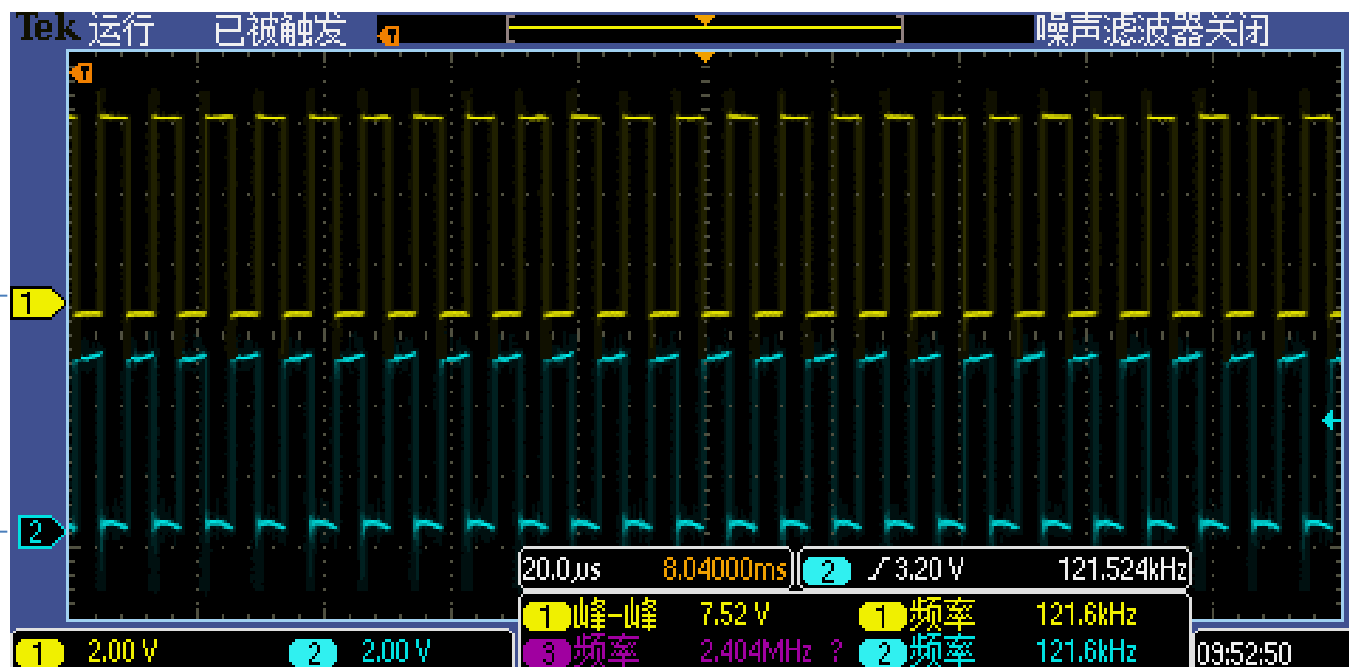 Tek 运行 已被触发 T 噪声滤波器关闭
T
1
2
20.0µs 8.04000ms 2 3.20 V 121.524kHz
1 峰-峰 7.52 V 1 频率 121.6kHz
1 2.00 V 2 2.00 V 3 频率 2.404MHz ? 2 频率 121.6kHz 09:52:50